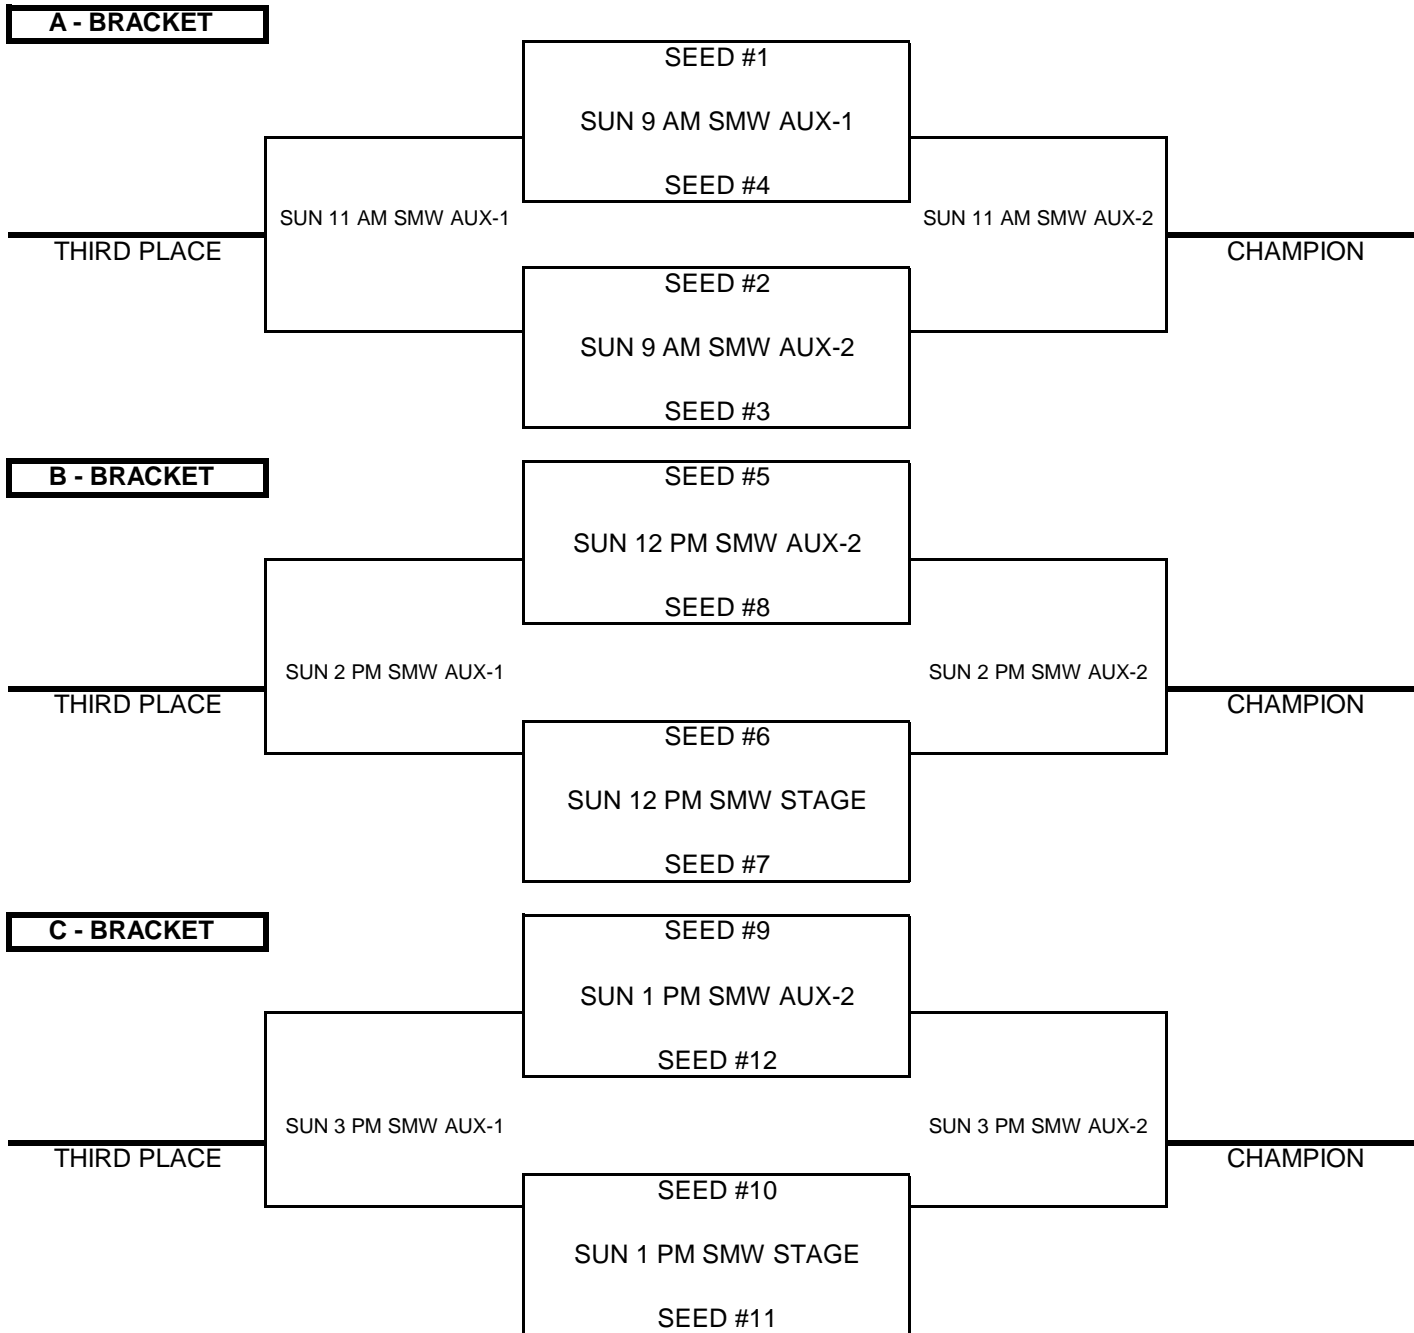 A - BRACKET
SEED #1
SUN 9 AM SMW AUX-1
SEED #4
SUN 11 AM SMW AUX-1
SUN 11 AM SMW AUX-2
THIRD PLACE
CHAMPION
SEED #2
SUN 9 AM SMW AUX-2
SEED #3
B - BRACKET
SEED #5
SUN 12 PM SMW AUX-2
SEED #8
SUN 2 PM SMW AUX-1
SUN 2 PM SMW AUX-2
THIRD PLACE
CHAMPION
SEED #6
SUN 12 PM SMW STAGE
SEED #7
C - BRACKET
SEED #9
SUN 1 PM SMW AUX-2
SEED #12
SUN 3 PM SMW AUX-1
SUN 3 PM SMW AUX-2
THIRD PLACE
CHAMPION
SEED #10
SUN 1 PM SMW STAGE
SEED #11